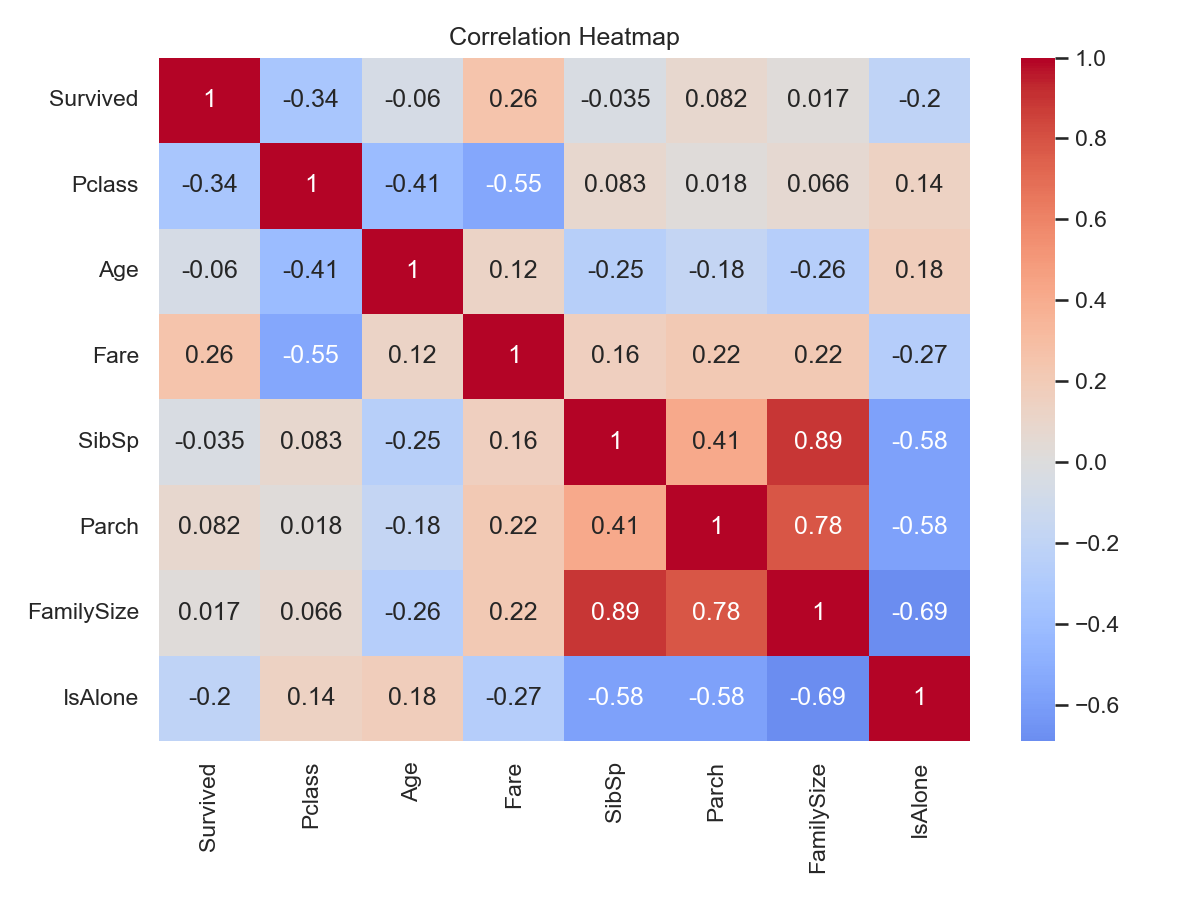 Correlation Heatmap
Survived 1 -0.34 -0.06 0.26 -0.035 0.082 0.017 -0.2
Pclass -0.34 1 -0.41 -0.55 0.083 0.018 0.066 0.14
Age -0.06 -0.41 1 0.12 -0.25 -0.18 -0.26 0.18
Fare 0.26 -0.55 0.12 1 0.16 0.22 0.22 -0.27
SibSp -0.035 0.083 -0.25 0.16 1 0.41 0.89 -0.58
Parch 0.082 0.018 -0.18 0.22 0.41 1 0.78 -0.58
FamilySize 0.017 0.066 -0.26 0.22 0.89 0.78 1 -0.69
IsAlone -0.2 0.14 0.18 -0.27 -0.58 -0.58 -0.69 1
Survived Pclass Age Fare SibSp Parch FamilySize IsAlone
1.0
0.8
0.6
0.4
0.2
0.0
−0.2
−0.4
−0.6